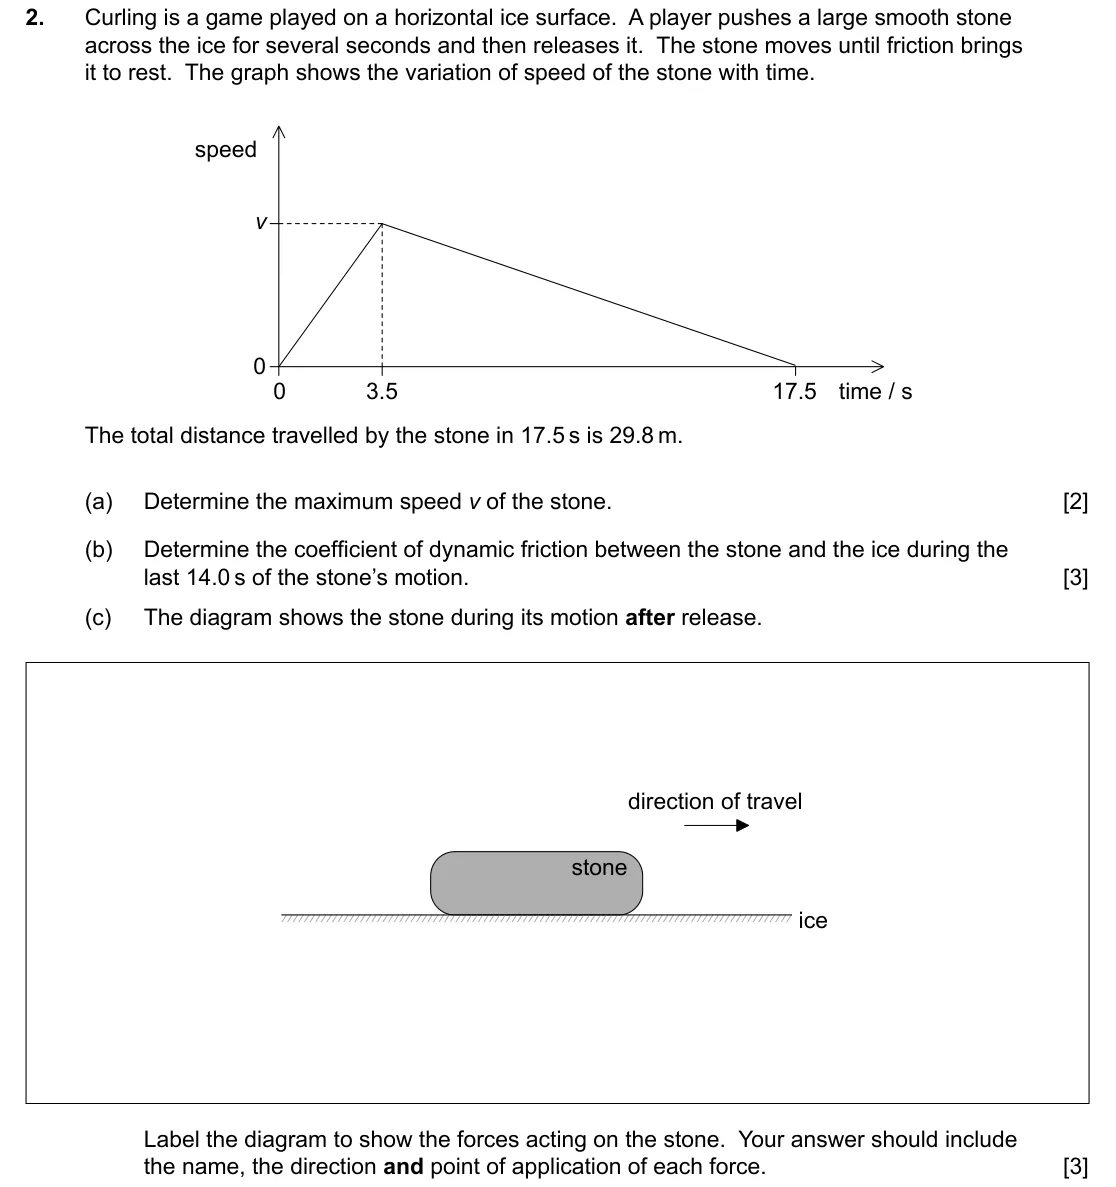 2. Curling is a game played on a horizontal ice surface. A player pushes a large smooth stone
across the ice for several seconds and then releases it. The stone moves until friction brings
it to rest. The graph shows the variation of speed of the stone with time.
speed
v
0
0 3.5 17.5 time / s
The total distance travelled by the stone in 17.5 s is 29.8 m.
(a) Determine the maximum speed v of the stone. [2]
(b) Determine the coefficient of dynamic friction between the stone and the ice during the
last 14.0 s of the stone’s motion. [3]
(c) The diagram shows the stone during its motion after release.
direction of travel
stone
ice
Label the diagram to show the forces acting on the stone. Your answer should include
the name, the direction and point of application of each force. [3]